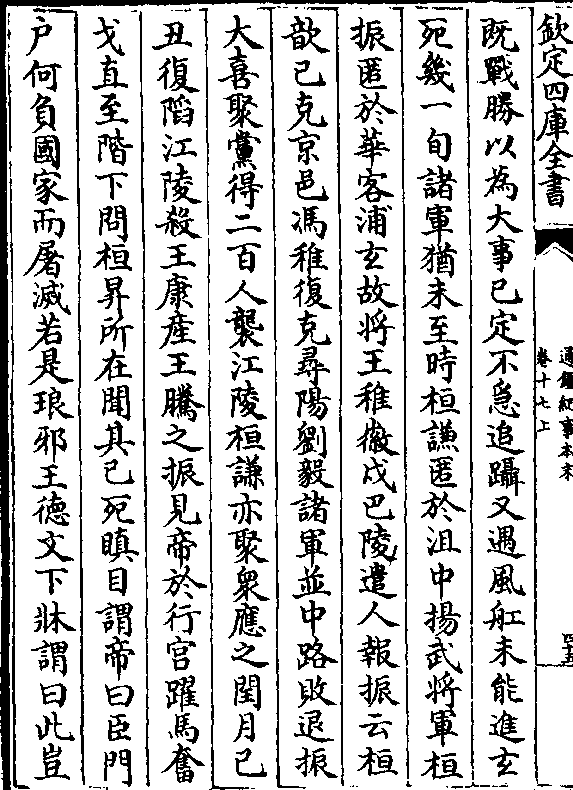 欽定四庫全書
通鑑紀事本末
卷十七上
四十五
既戰勝以為大事已定不急追躡又遇風舡未能進玄
死幾一旬諸軍猶未至時桓謙匿於沮中揚武將軍桓
振匿於華容浦玄故将王稚徽戍巴陵遣人報振云桓
歆已克京邑馮稚復克尋陽劉毅諸軍並中路敗退振
大喜聚黨得二百人襲江陵桓謙亦聚衆應之閏月己
丑復䧟江陵殺王康産王騰之振見帝於行宫躍馬奮
戈直至階下問桓昇所在聞其已死瞋目謂帝曰臣門
户何負國家而屠滅若是琅邪王徳文下牀謂曰此豈